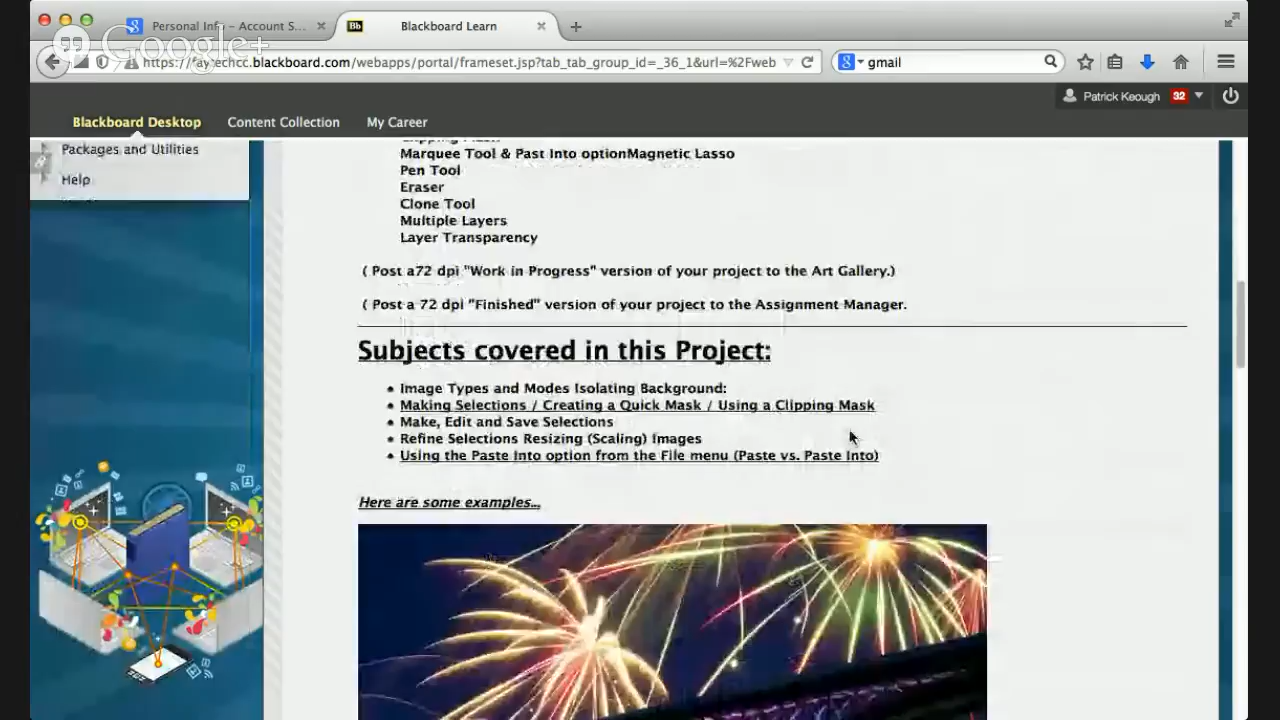 Personal Info - Account S...
Blackboard Learn
Google+
https://faytechcc.blackboard.com/webapps/portal/frameset.jsp?tab_tab_group_id=_36_1&url=%2Fweb
gmail
Patrick Keough 32
Blackboard Desktop Content Collection My Career
Packages and Utilities
Help
Marquee Tool & Past Into optionMagnetic Lasso
Pen Tool
Eraser
Clone Tool
Multiple Layers
Layer Transparency
( Post a72 dpi "Work in Progress" version of your project to the Art Gallery.)
( Post a 72 dpi "Finished" version of your project to the Assignment Manager.
Subjects covered in this Project:
• Image Types and Modes Isolating Background:
• Making Selections / Creating a Quick Mask / Using a Clipping Mask
• Make, Edit and Save Selections
• Refine Selections Resizing (Scaling) Images
• Using the Paste Into option from the File menu (Paste vs. Paste Into)
Here are some examples...